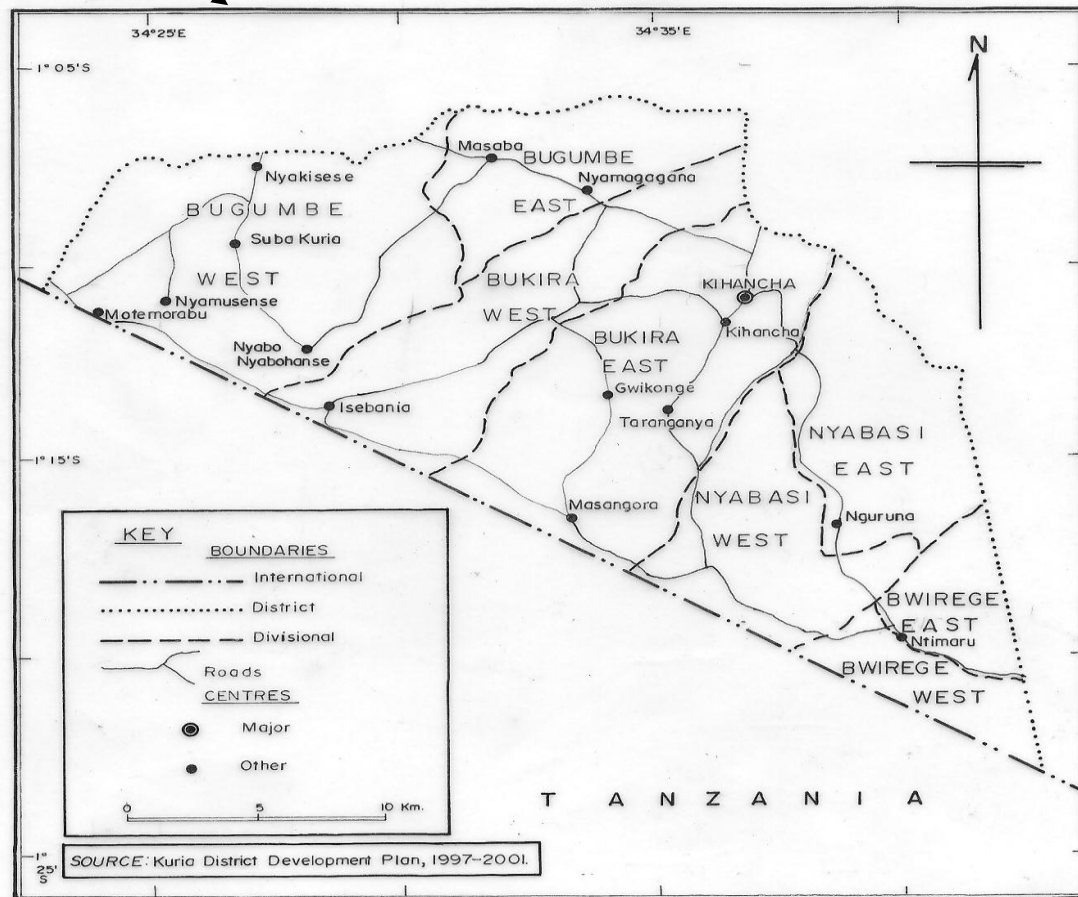 34°25'E
34°35'E
1° 05'S
N
Masaba
BUGUMBE
Nyakisese
Nyamagagana
BUGUMBE
EAST
Suba Kuria
WEST
BUKIRA
KIHANCHA
Nyamusense
WEST
Motemorabu
Kihancha
BUKIRA
Nyabo
Nyabohanse
EAST
Gwikonge
Isebania
Taranganya
NYABASI
1° 15'S
EAST
NYABASI
Masangora
Nguruna
WEST
BWIREGE
EAST
Ntimaru
BWIREGE
WEST
KEY
BOUNDARIES
International
District
Divisional
Roads
CENTRES
Major
Other
0 5 10 Km.
TANZANIA
1°
25'
S
SOURCE: Kuria District Development Plan, 1997-2001.